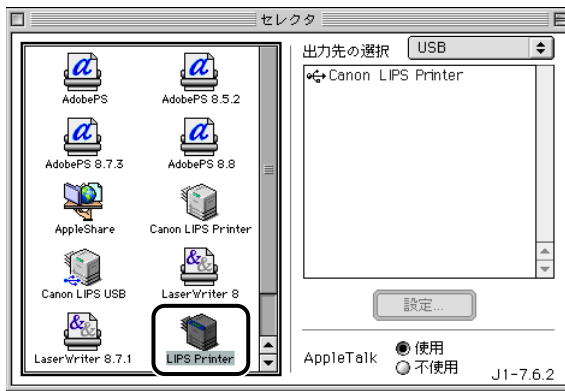 セレクタ
AdobePS
AdobePS 8.5.2
AdobePS 8.7.3
AdobePS 8.8
AppleShare
Canon LIPS Printer
Canon LIPS USB
LaserWriter 8
LaserWriter 8.7.1
LIPS Printer
出力先の選択
USB
Canon LIPS Printer
設定...
AppleTalk
使用
不使用
J1-7.6.2